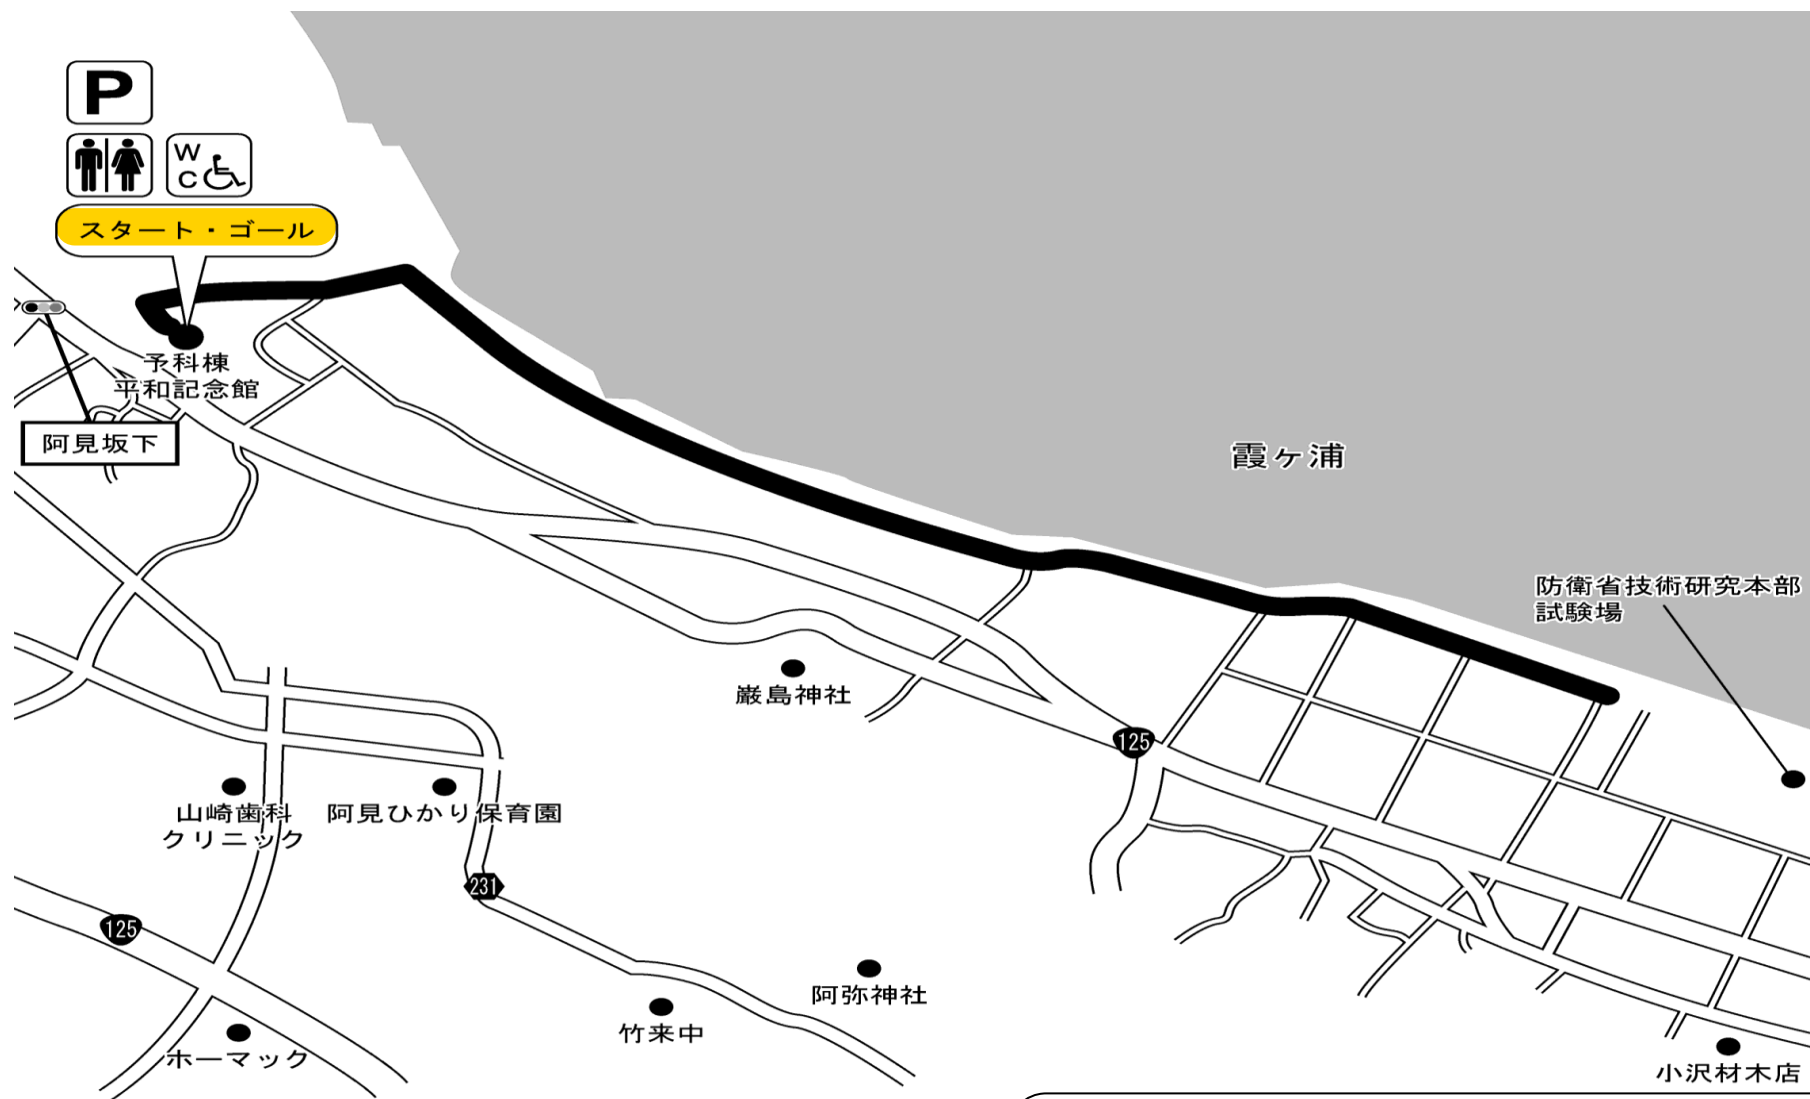 P
WC
スタート・ゴール
予科棟
平和記念館
阿見坂下
霞ヶ浦
防衛省技術研究本部
試験場
巌島神社
125
山崎歯科
クリニック
阿見ひかり保育園
231
125
阿弥神社
竹来中
ホーマック
小沢材木店